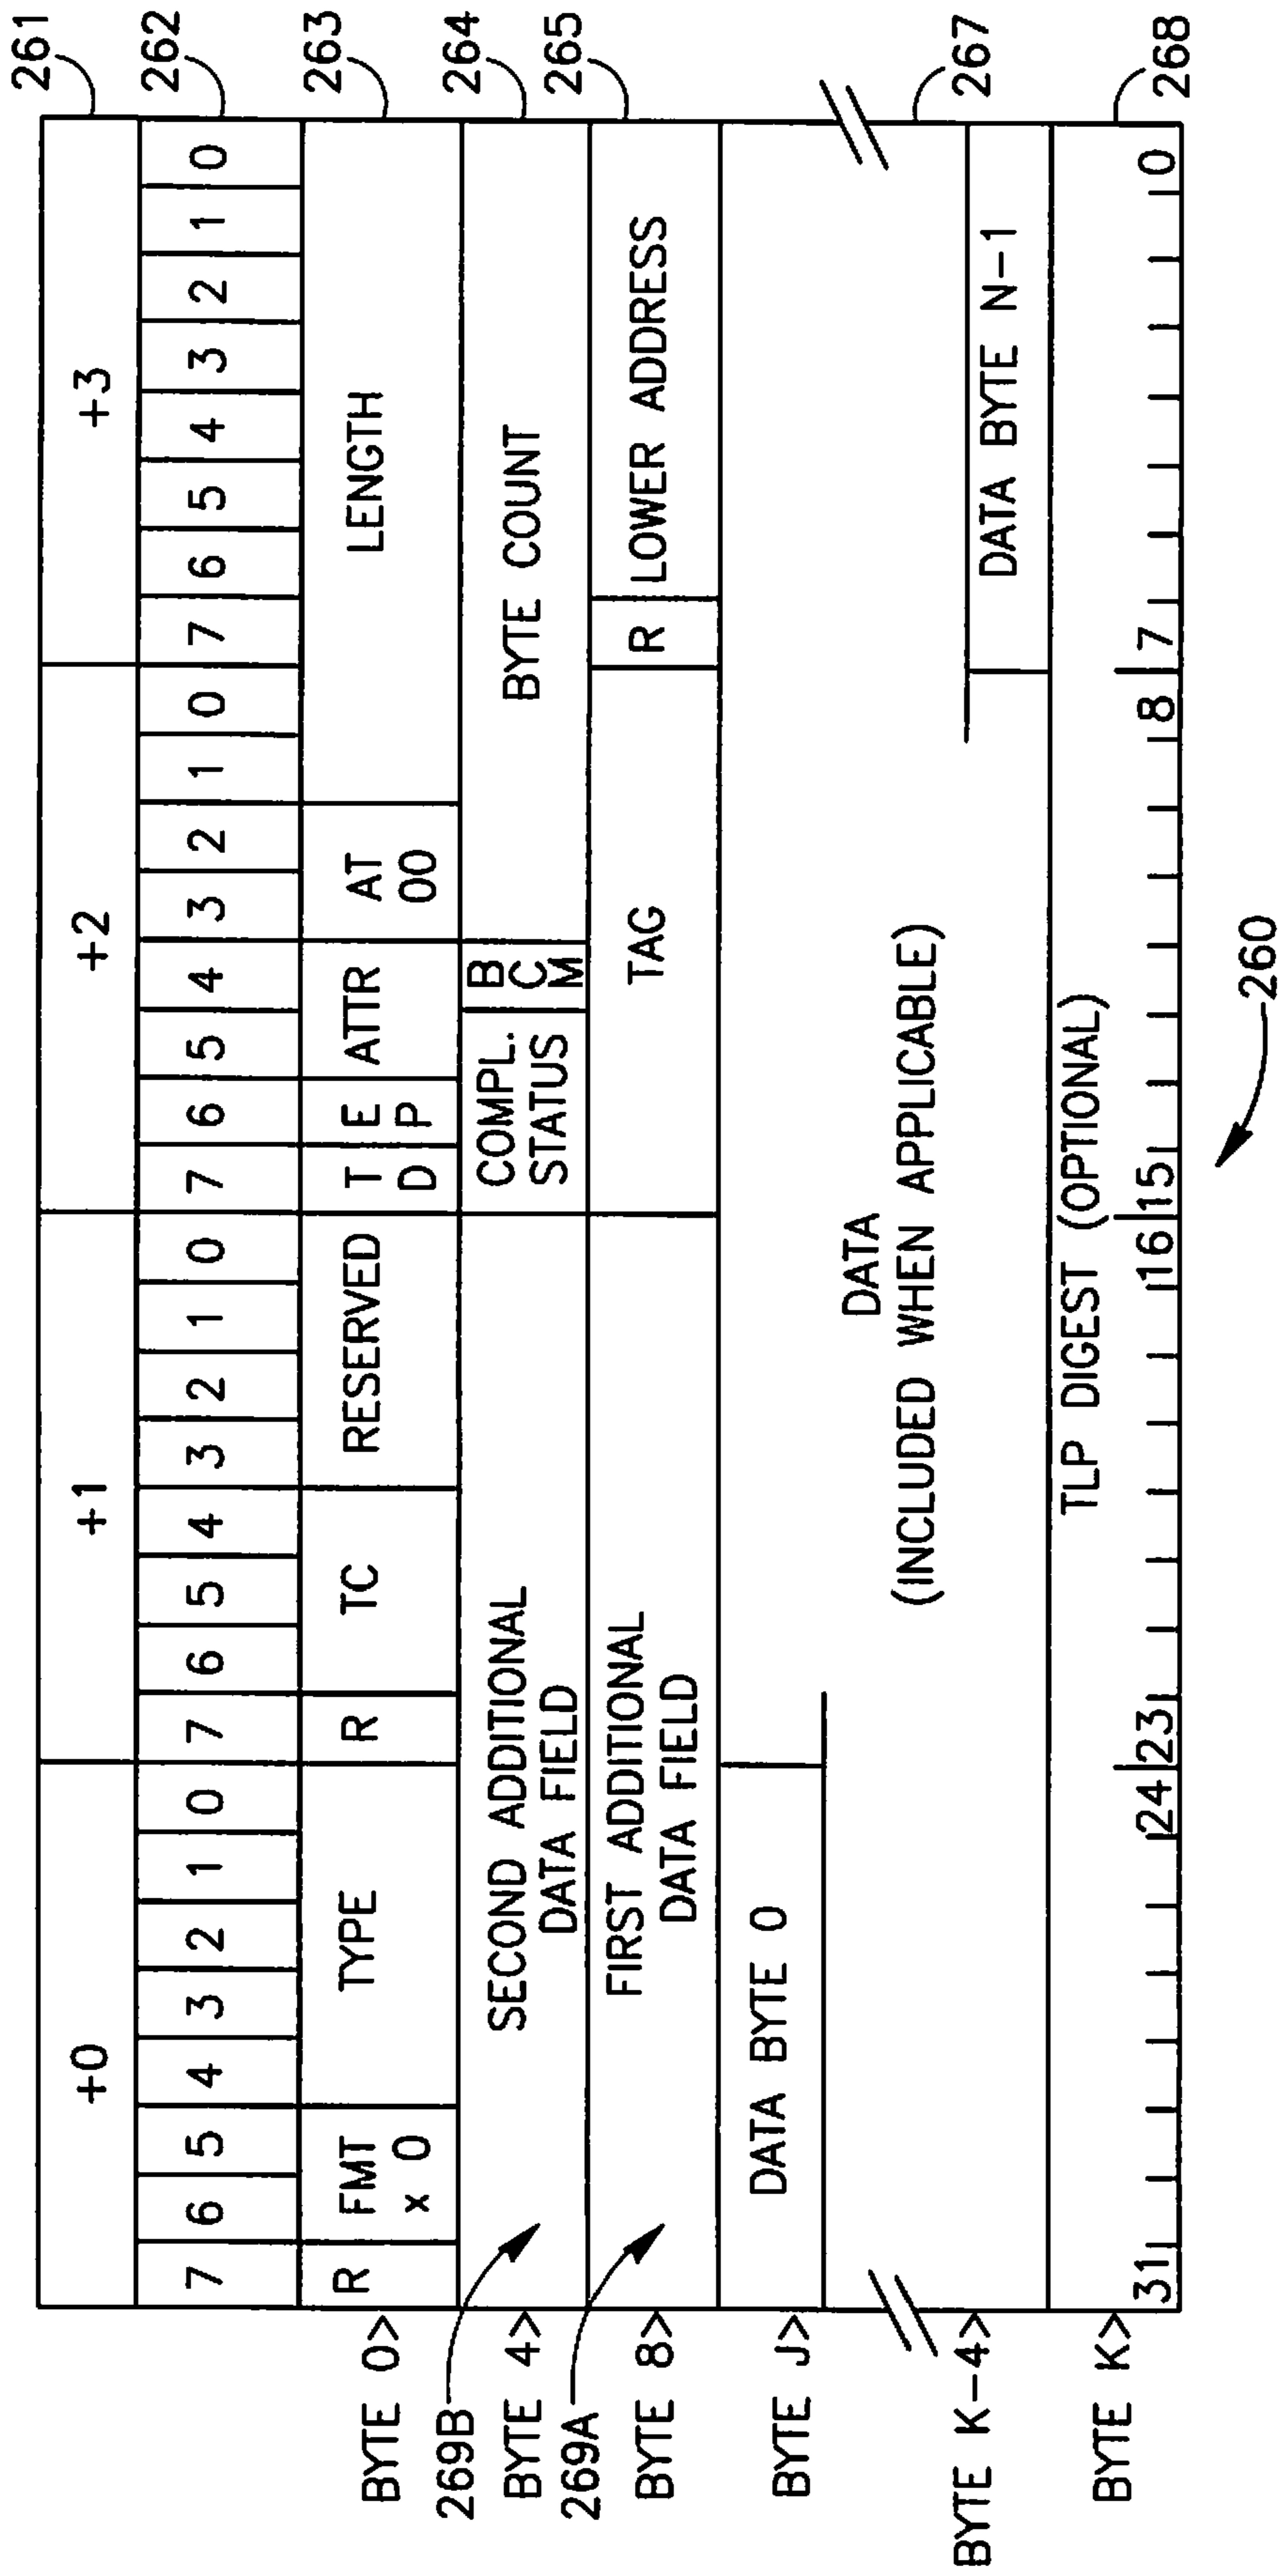 261
+0 +1 +2 +3
262
7 6 5 4 3 2 1 0 7 6 5 4 3 2 1 0 7 6 5 4 3 2 1 0 7 6 5 4 3 2 1 0
263
BYTE 0>
R
FMT
x 0
TYPE
R
TC
RESERVED
T
D
E
P
ATTR
AT
00
LENGTH
264
269B
BYTE 4>
SECOND ADDITIONAL
DATA FIELD
COMPL.
STATUS
B
C
M
BYTE COUNT
265
269A
BYTE 8>
FIRST ADDITIONAL
DATA FIELD
TAG
R
LOWER ADDRESS
BYTE J>
DATA BYTE 0
DATA
(INCLUDED WHEN APPLICABLE)
267
BYTE K-4>
DATA BYTE N-1
268
BYTE K>
TLP DIGEST (OPTIONAL)
31 24 23 16 15 8 7 0
260